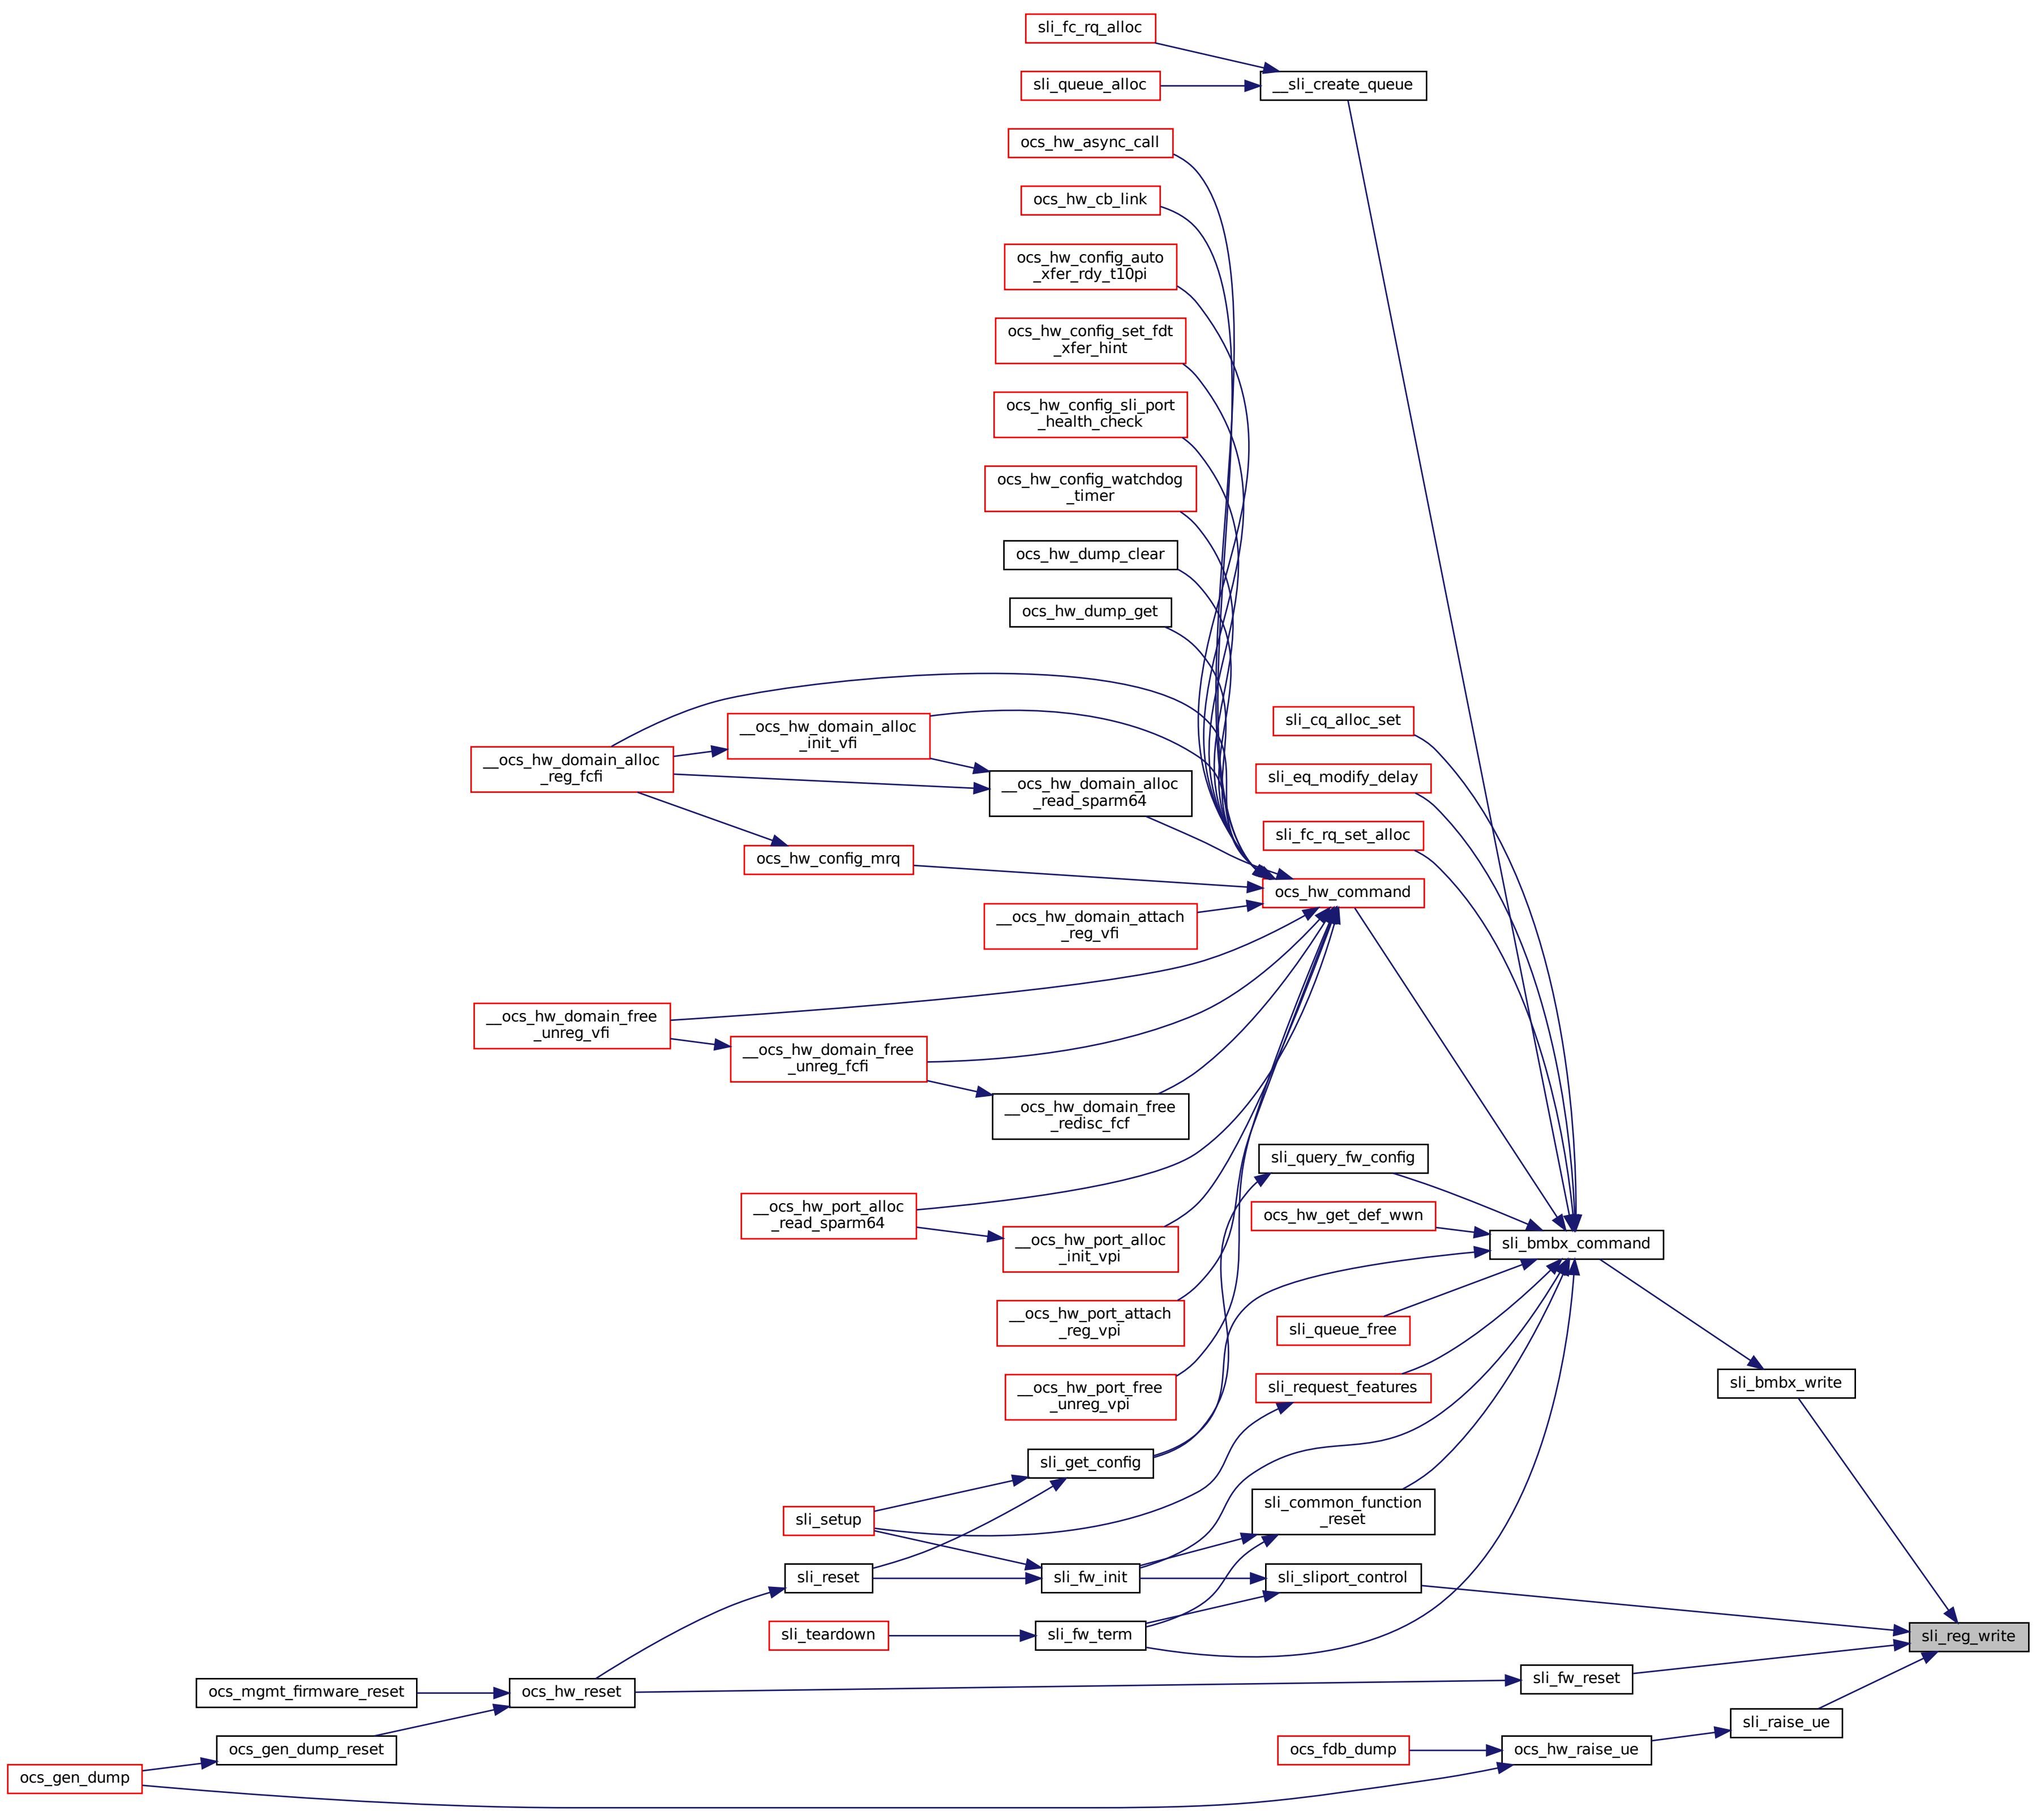 sli_fc_rq_alloc
sli_queue_alloc
__sli_create_queue
ocs_hw_async_call
ocs_hw_cb_link
ocs_hw_config_auto
_xfer_rdy_t10pi
ocs_hw_config_set_fdt
_xfer_hint
ocs_hw_config_sli_port
_health_check
ocs_hw_config_watchdog
_timer
ocs_hw_dump_clear
ocs_hw_dump_get
sli_cq_alloc_set
__ocs_hw_domain_alloc
_init_vfi
__ocs_hw_domain_alloc
_reg_fcfi
__ocs_hw_domain_alloc
_read_sparm64
sli_eq_modify_delay
sli_fc_rq_set_alloc
ocs_hw_config_mrq
ocs_hw_command
__ocs_hw_domain_attach
_reg_vfi
__ocs_hw_domain_free
_unreg_vfi
__ocs_hw_domain_free
_unreg_fcfi
__ocs_hw_domain_free
_redisc_fcf
sli_query_fw_config
ocs_hw_get_def_wwn
__ocs_hw_port_alloc
_read_sparm64
__ocs_hw_port_alloc
_init_vpi
sli_bmbx_command
__ocs_hw_port_attach
_reg_vpi
sli_queue_free
__ocs_hw_port_free
_unreg_vpi
sli_request_features
sli_bmbx_write
sli_get_config
sli_setup
sli_common_function
_reset
sli_reset
sli_fw_init
sli_sliport_control
sli_teardown
sli_fw_term
sli_reg_write
ocs_mgmt_firmware_reset
ocs_hw_reset
sli_fw_reset
sli_raise_ue
ocs_gen_dump_reset
ocs_fdb_dump
ocs_hw_raise_ue
ocs_gen_dump